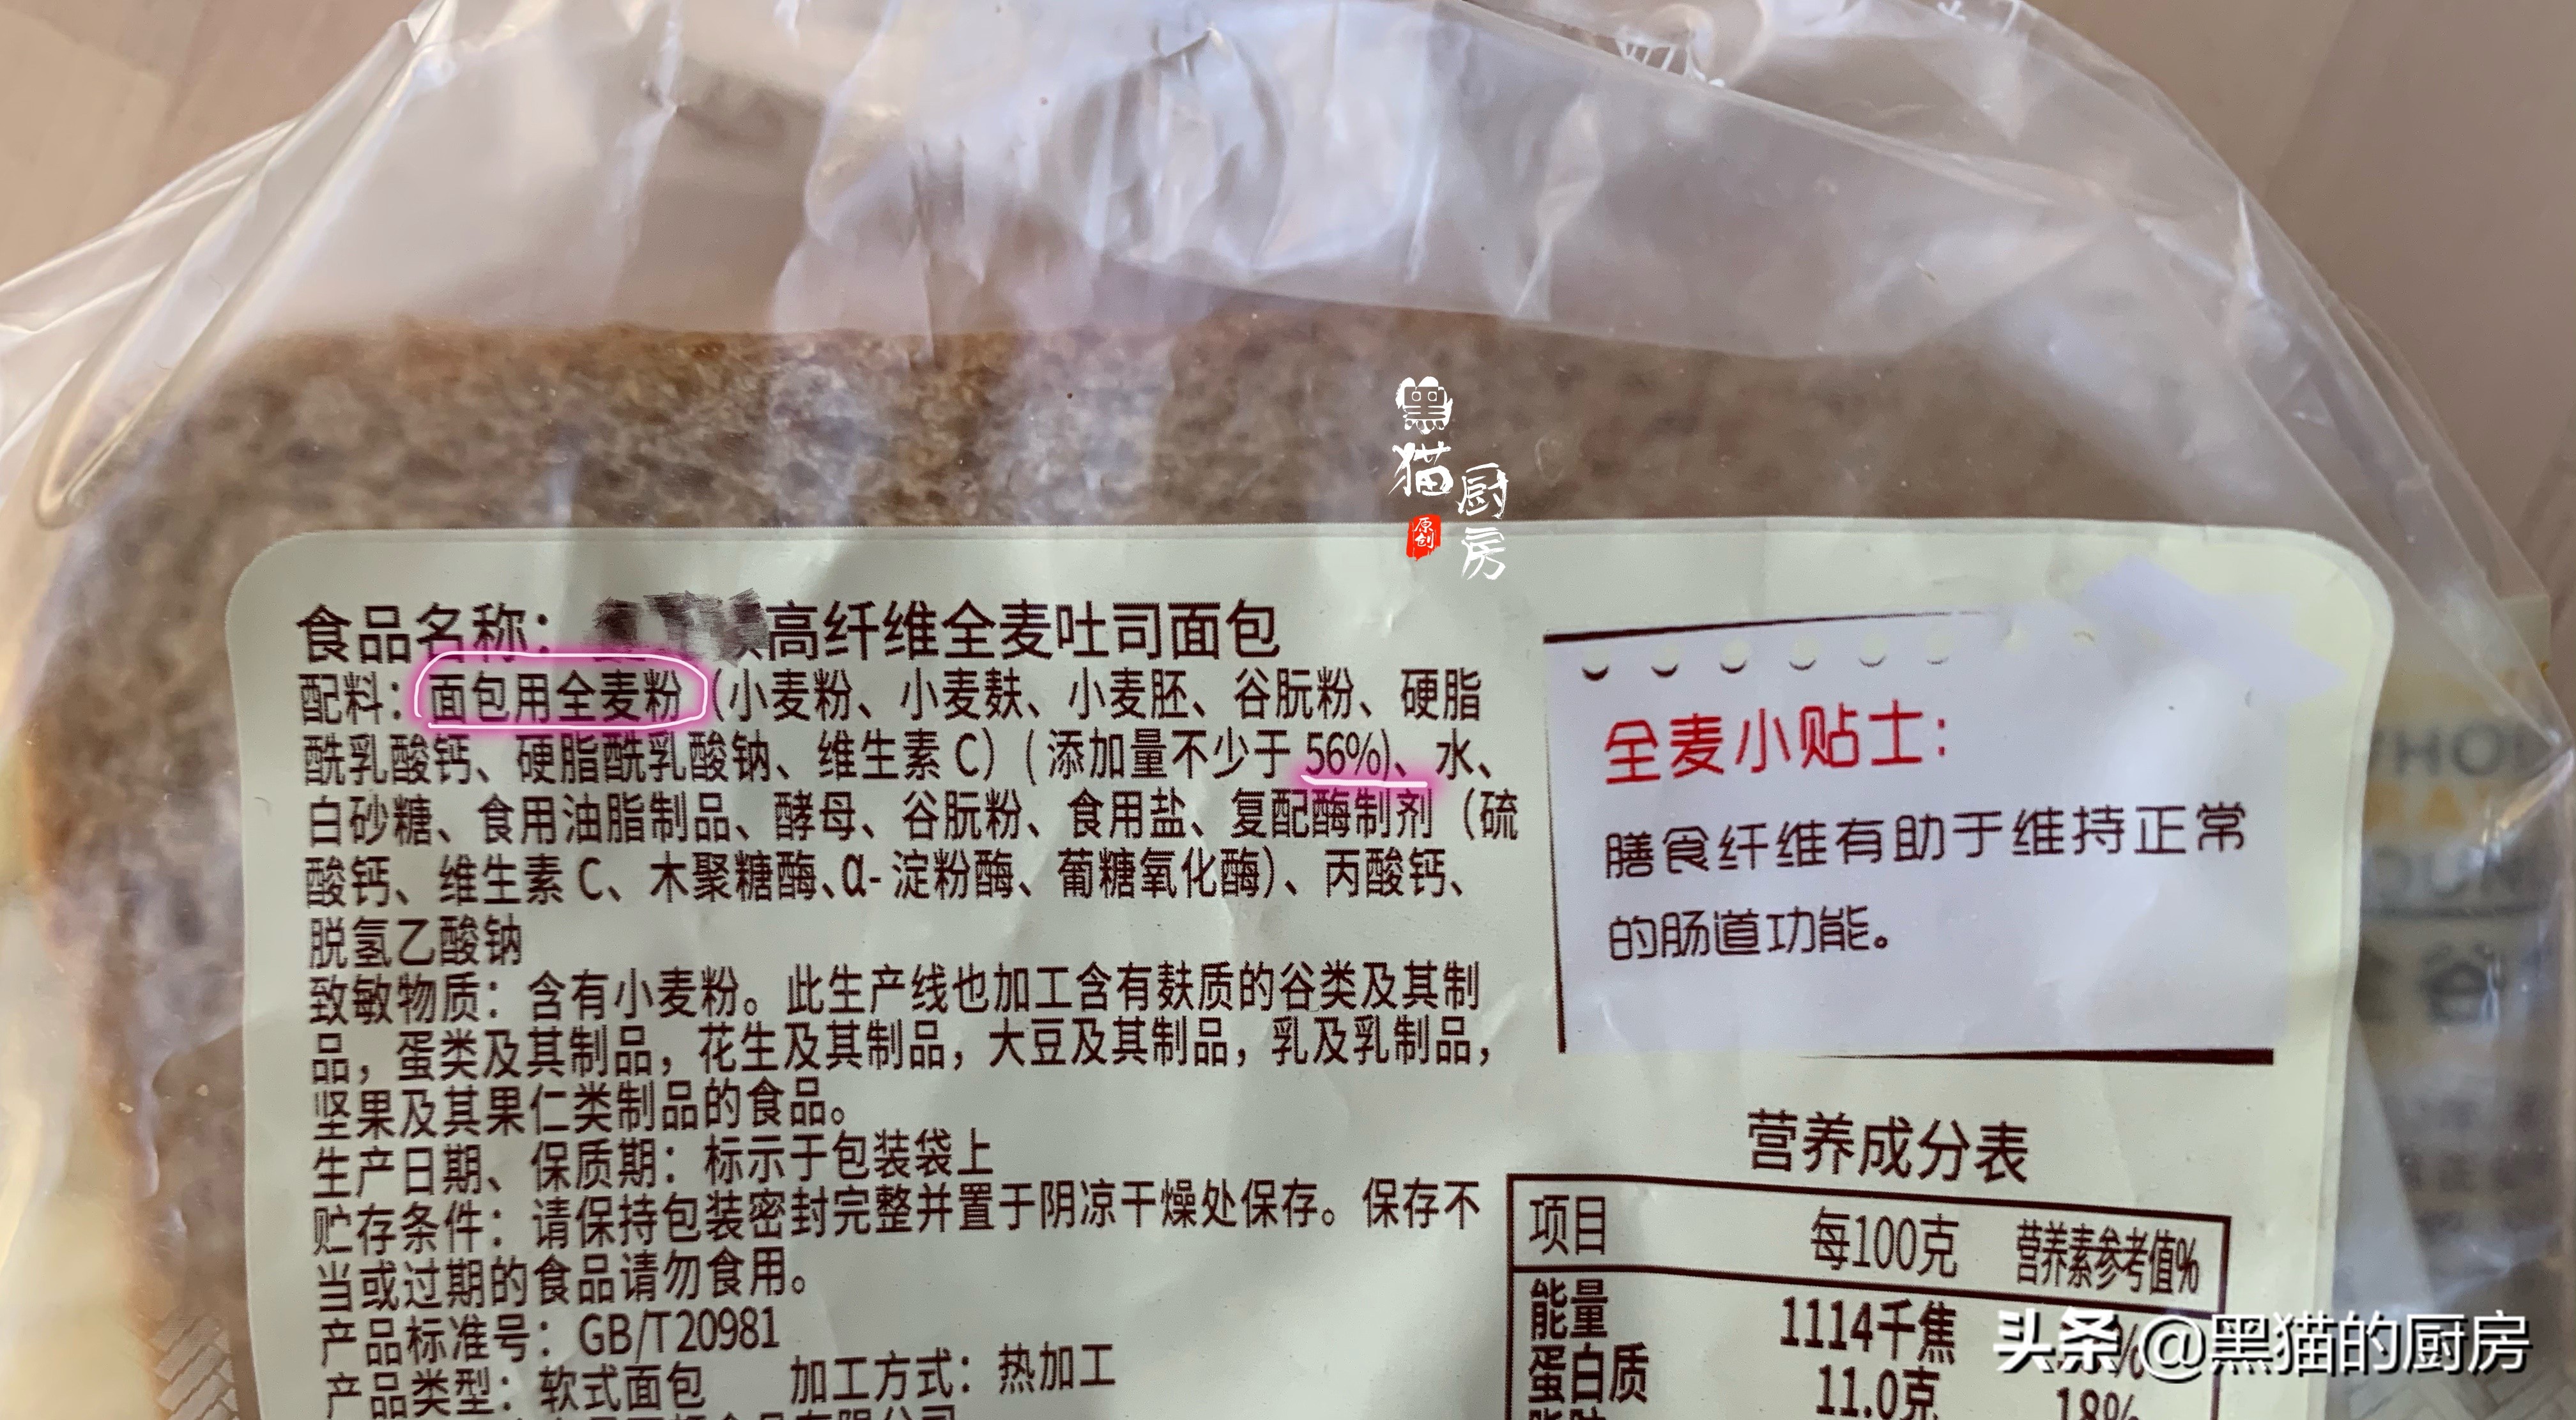 黑猫厨房
原创
食品名称：高纤维全麦吐司面包
配料：面包用全麦粉（小麦粉、小麦麸、小麦胚、谷朊粉、硬脂
酰乳酸钙、硬脂酰乳酸钠、维生素 C）( 添加量不少于 56%)、水、
白砂糖、食用油脂制品、酵母、谷朊粉、食用盐、复配酶制剂（硫
酸钙、维生素 C、木聚糖酶、α- 淀粉酶、葡糖氧化酶）、丙酸钙、
脱氢乙酸钠
致敏物质：含有小麦粉。此生产线也加工含有麸质的谷类及其制
品，蛋类及其制品，花生及其制品，大豆及其制品，乳及乳制品，
坚果及其果仁类制品的食品。
生产日期、保质期：标示于包装袋上
贮存条件：请保持包装密封完整并置于阴凉干燥处保存。保存不
当或过期的食品请勿食用。
产品标准号：GB/T20981
产品类型：软式面包 加工方式：热加工
全麦小贴士：
膳食纤维有助于维持正常
的肠道功能。
营养成分表
项目 每100克 营养素参考值%
能量 1114千焦 %
蛋白质 11.0克 18%
头条 @黑猫的厨房